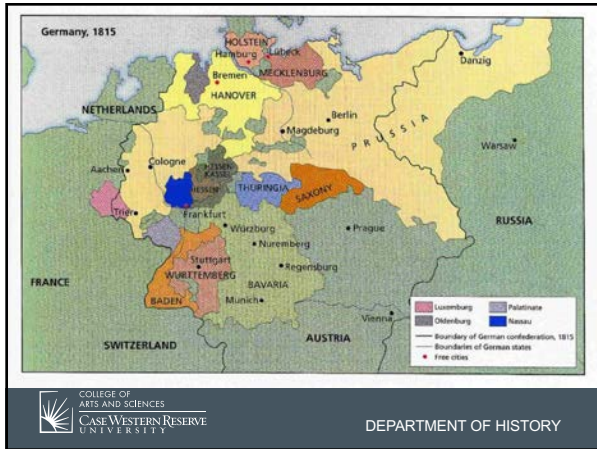 Germany, 1815
HOLSTEIN
Hamburg
Lübeck
MECKLENBURG
Danzig
Bremen
HANOVER
NETHERLANDS
Berlin
Magdeburg
PRUSSIA
Warsaw
Aachen
Cologne
HESSEN-
KASSEL
HESSEN
THURINGIA
SAXONY
Trier
Frankfurt
RUSSIA
Würzburg
Prague
Nuremberg
FRANCE
Stuttgart
Regensburg
WÜRTTEMBERG
BAVARIA
BADEN
Munich
Vienna
SWITZERLAND
AUSTRIA
Luxemburg
Palatinate
Oldenburg
Nassau
Boundary of German confederation, 1815
Boundaries of German states
Free cities
COLLEGE OF
ARTS AND SCIENCES
CASE WESTERN RESERVE
UNIVERSITY
DEPARTMENT OF HISTORY